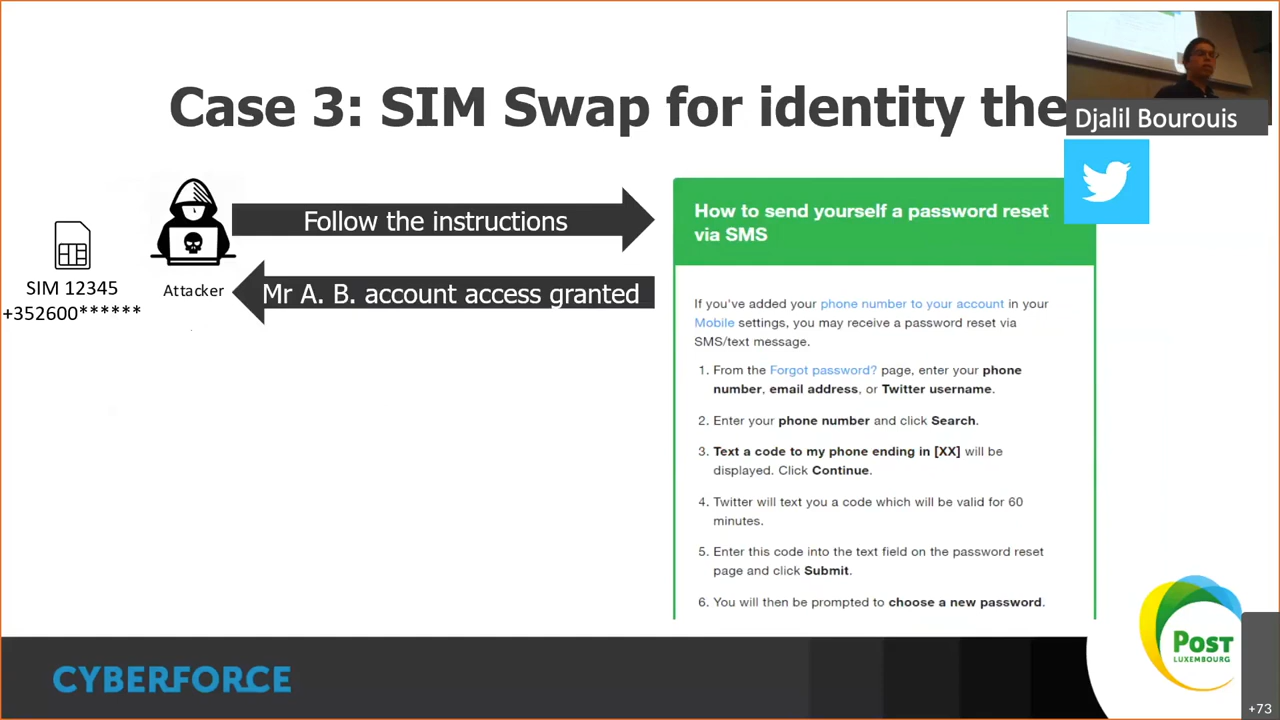 Case 3: SIM Swap for identity the
Djalil Bourouis
Follow the instructions
Mr A. B. account access granted
SIM 12345
+352600******
Attacker
How to send yourself a password reset
via SMS
If you've added your phone number to your account in your
Mobile settings, you may receive a password reset via
SMS/text message.
1. From the Forgot password? page, enter your phone
number, email address, or Twitter username.
2. Enter your phone number and click Search.
3. Text a code to my phone ending in [XX] will be
displayed. Click Continue.
4. Twitter will text you a code which will be valid for 60
minutes.
5. Enter this code into the text field on the password reset
page and click Submit.
6. You will then be prompted to choose a new password.
CYBERFORCE
POST
LUXEMBOURG
+73